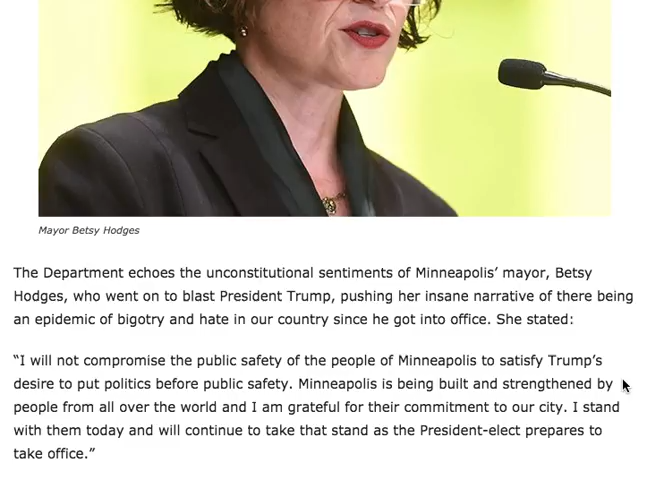 Mayor Betsy Hodges
The Department echoes the unconstitutional sentiments of Minneapolis’ mayor, Betsy
Hodges, who went on to blast President Trump, pushing her insane narrative of there being
an epidemic of bigotry and hate in our country since he got into office. She stated:
“I will not compromise the public safety of the people of Minneapolis to satisfy Trump’s
desire to put politics before public safety. Minneapolis is being built and strengthened by
people from all over the world and I am grateful for their commitment to our city. I stand
with them today and will continue to take that stand as the President-elect prepares to
take office.”